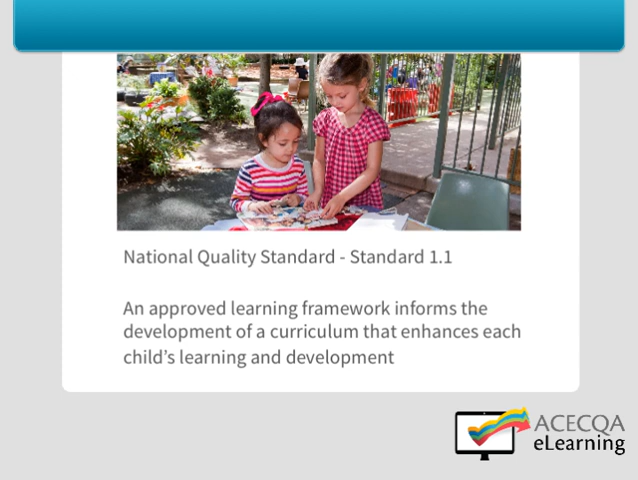 National Quality Standard - Standard 1.1
An approved learning framework informs the
development of a curriculum that enhances each
child’s learning and development
ACECQA
eLearning